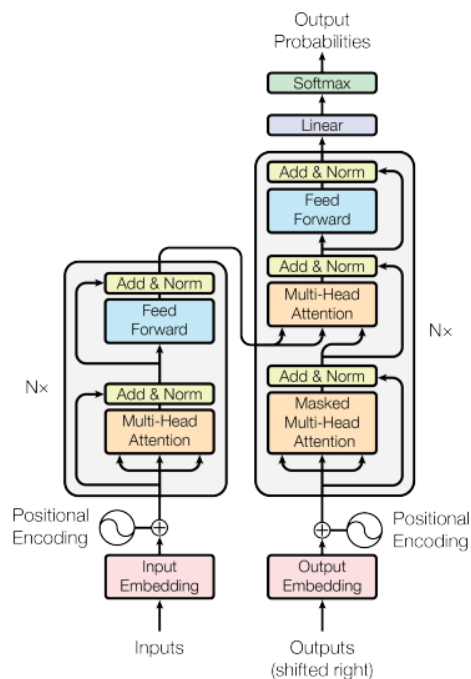 Output
Probabilities
Softmax
Linear
Add & Norm
Feed
Forward
Add & Norm
Multi-Head
Attention
Nx
Add & Norm
Masked
Multi-Head
Attention
Positional
Encoding
Output
Embedding
Outputs
(shifted right)
Add & Norm
Feed
Forward
Nx
Add & Norm
Multi-Head
Attention
Positional
Encoding
Input
Embedding
Inputs